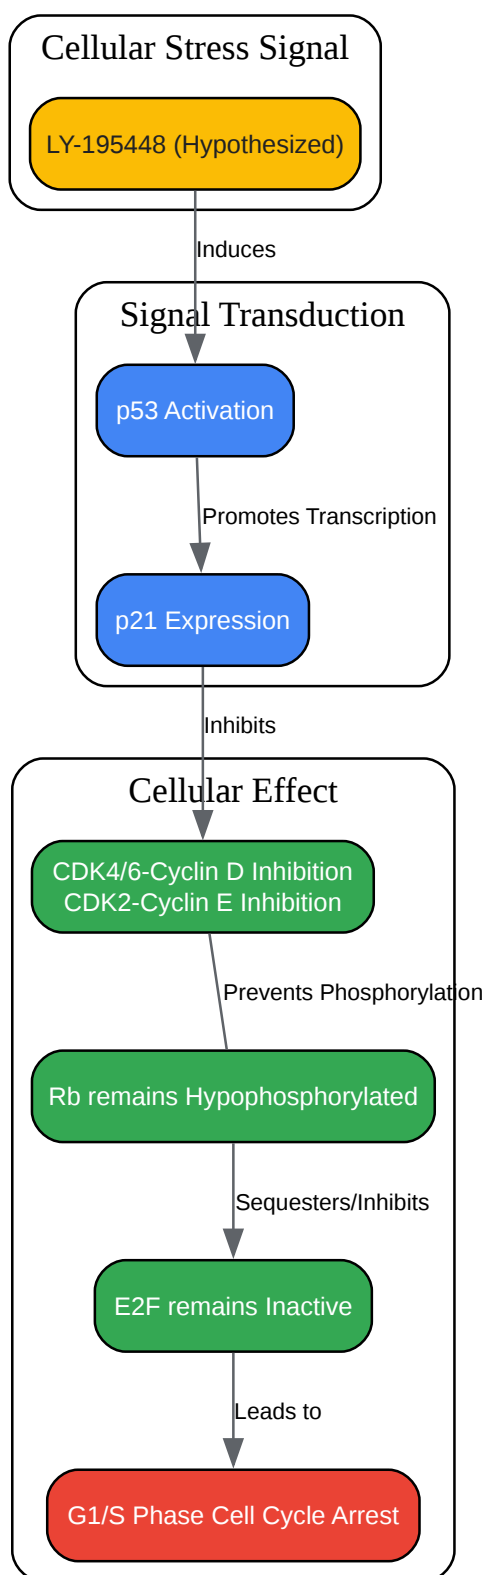 Cellular Stress Signal
LY-195448 (Hypothesized)
Induces
Signal Transduction
p53 Activation
Promotes Transcription
p21 Expression
Inhibits
Cellular Effect
CDK4/6-Cyclin D Inhibition
CDK2-Cyclin E Inhibition
Prevents Phosphorylation
Rb remains Hypophosphorylated
Sequesters/Inhibits
E2F remains Inactive
Leads to
G1/S Phase Cell Cycle Arrest